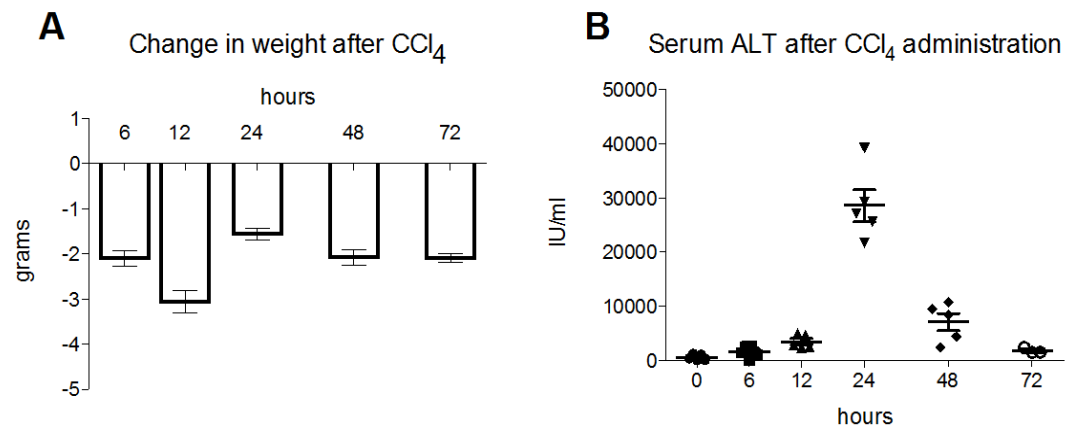 A
Change in weight after CCl4
hours
6 12 24 48 72
1
0
-1
-2
-3
-4
-5
grams
B
Serum ALT after CCl4 administration
50000
40000
30000
20000
10000
0
IU/ml
0 6 12 24 48 72
hours